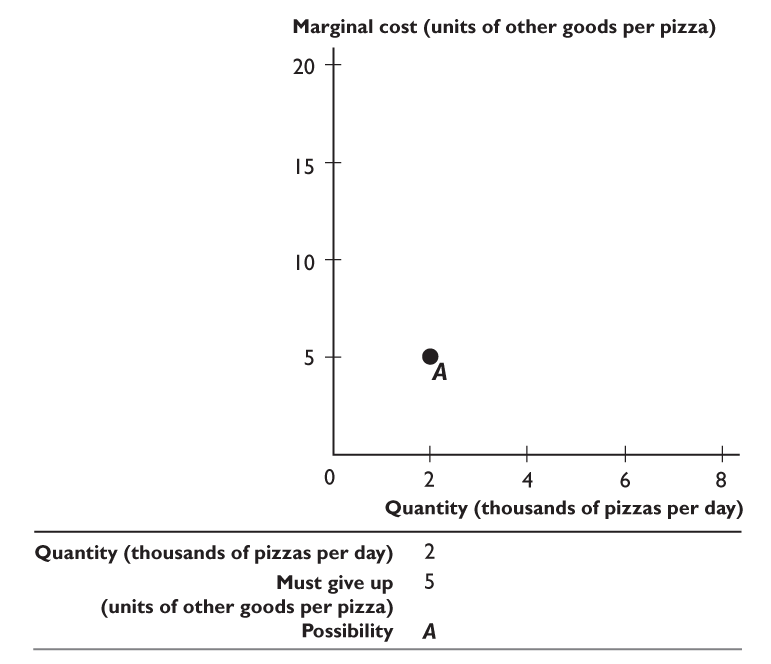 Marginal cost (units of other goods per pizza)
20
15
10
5
A
0 2 4 6 8
Quantity (thousands of pizzas per day)
Quantity (thousands of pizzas per day) 2
Must give up 5
(units of other goods per pizza)
Possibility A